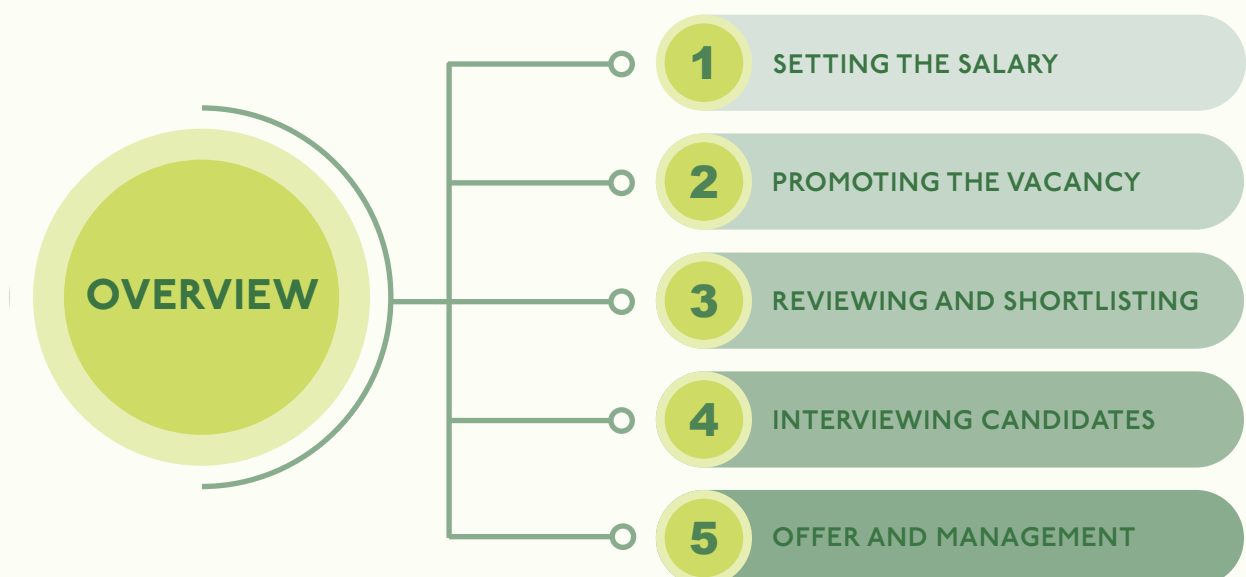 OVERVIEW
1 SETTING THE SALARY
2 PROMOTING THE VACANCY
3 REVIEWING AND SHORTLISTING
4 INTERVIEWING CANDIDATES
5 OFFER AND MANAGEMENT